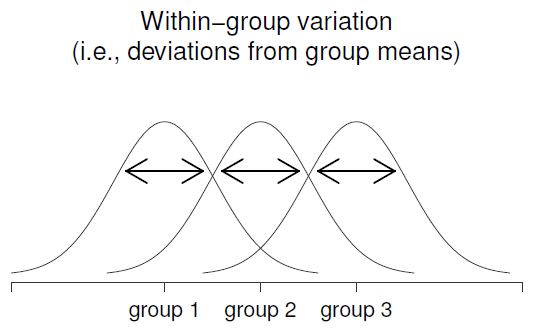 Within−group variation
(i.e., deviations from group means)
group 1 group 2 group 3